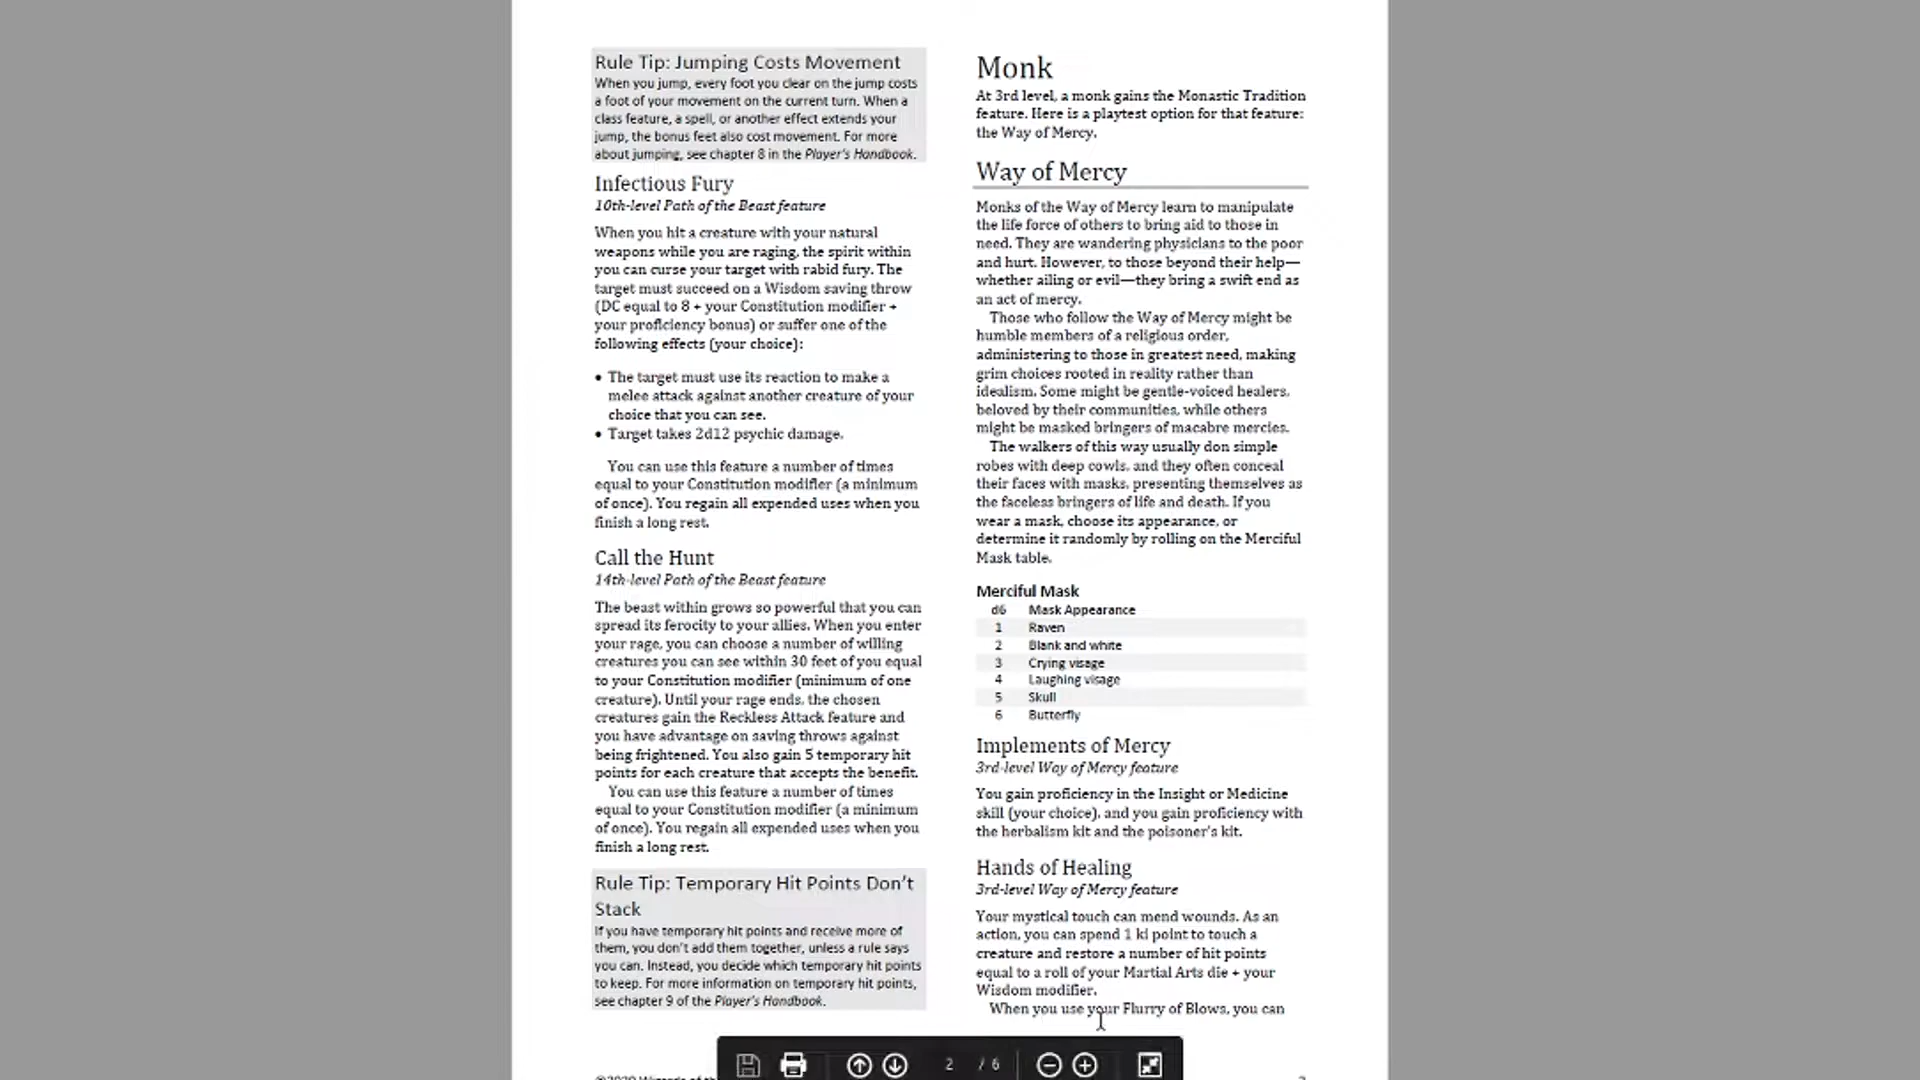 Rule Tip: Jumping Costs Movement
When you jump, every foot you clear on the jump costs
a foot of your movement on the current turn. When a
class feature, a spell, or another effect extends your
jump, the bonus feet also cost movement. For more
about jumping, see chapter 8 in the Player's Handbook.
Infectious Fury
10th-level Path of the Beast feature
When you hit a creature with your natural
weapons while you are raging, the spirit within
you can curse your target with rabid fury. The
target must succeed on a Wisdom saving throw
(DC equal to 8 + your Constitution modifier +
your proficiency bonus) or suffer one of the
following effects (your choice):
• The target must use its reaction to make a
melee attack against another creature of your
choice that you can see.
• Target takes 2d12 psychic damage.
You can use this feature a number of times
equal to your Constitution modifier (a minimum
of once). You regain all expended uses when you
finish a long rest.
Call the Hunt
14th-level Path of the Beast feature
The beast within grows so powerful that you can
spread its ferocity to your allies. When you enter
your rage, you can choose a number of willing
creatures you can see within 30 feet of you equal
to your Constitution modifier (minimum of one
creature). Until your rage ends, the chosen
creatures gain the Reckless Attack feature and
you have advantage on saving throws against
being frightened. You also gain 5 temporary hit
points for each creature that accepts the benefit.
You can use this feature a number of times
equal to your Constitution modifier (a minimum
of once). You regain all expended uses when you
finish a long rest.
Rule Tip: Temporary Hit Points Don't
Stack
If you have temporary hit points and receive more of
them, you don't add them together, unless a rule says
you can. Instead, you decide which temporary hit points
to keep. For more information on temporary hit points,
see chapter 9 of the Player's Handbook.
Monk
At 3rd level, a monk gains the Monastic Tradition
feature. Here is a playtest option for that feature:
the Way of Mercy.
Way of Mercy
Monks of the Way of Mercy learn to manipulate
the life force of others to bring aid to those in
need. They are wandering physicians to the poor
and hurt. However, to those beyond their help—
whether ailing or evil—they bring a swift end as
an act of mercy.
Those who follow the Way of Mercy might be
humble members of a religious order,
administering to those in greatest need, making
grim choices rooted in reality rather than
idealism. Some might be gentle-voiced healers,
beloved by their communities, while others
might be masked bringers of macabre mercies.
The walkers of this way usually don simple
robes with deep cowls, and they often conceal
their faces with masks, presenting themselves as
the faceless bringers of life and death. If you
wear a mask, choose its appearance, or
determine it randomly by rolling on the Merciful
Mask table.
Merciful Mask
d6 Mask Appearance
1 Raven
2 Blank and white
3 Crying visage
4 Laughing visage
5 Skull
6 Butterfly
Implements of Mercy
3rd-level Way of Mercy feature
You gain proficiency in the Insight or Medicine
skill (your choice), and you gain proficiency with
the herbalism kit and the poisoner's kit.
Hands of Healing
3rd-level Way of Mercy feature
Your mystical touch can mend wounds. As an
action, you can spend 1 ki point to touch a
creature and restore a number of hit points
equal to a roll of your Martial Arts die + your
Wisdom modifier.
When you use your Flurry of Blows, you can
2 / 6
©2020 Wizards of the